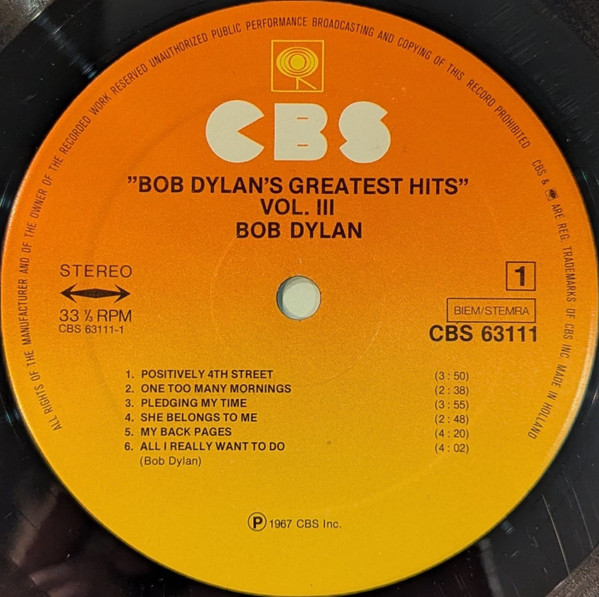 ALL RIGHTS OF THE MANUFACTURER AND OF THE OWNER OF THE RECORDED WORK RESERVED UNAUTHORIZED PUBLIC PERFORMANCE BROADCASTING AND COPYING OF THIS RECORD PROHIBITED
CBS & ARE REG. TRADEMARKS OF CBS INC. MADE IN HOLLAND
CBS
"BOB DYLAN'S GREATEST HITS"
VOL. III
BOB DYLAN
STEREO 1
33 ⅓ RPM BIEM/STEMRA
CBS 63111-1 CBS 63111
1. POSITIVELY 4TH STREET (3 : 50)
2. ONE TOO MANY MORNINGS (2 : 38)
3. PLEDGING MY TIME (3 : 55)
4. SHE BELONGS TO ME (2 : 48)
5. MY BACK PAGES (4 : 20)
6. ALL I REALLY WANT TO DO (4 : 02)
(Bob Dylan)
Ⓟ 1967 CBS Inc.